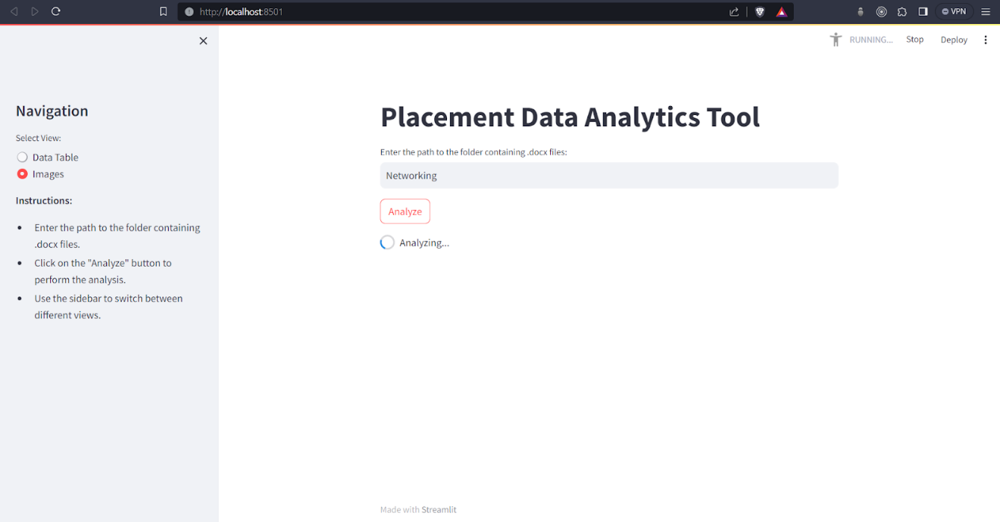 http://localhost:8501
VPN
RUNNING...
Stop
Deploy
Navigation
Select View:
Data Table
Images
Instructions:
Enter the path to the folder containing
.docx files.
Click on the "Analyze" button to
perform the analysis.
Use the sidebar to switch between
different views.
Placement Data Analytics Tool
Enter the path to the folder containing .docx files:
Networking
Analyze
Analyzing...
Made with Streamlit